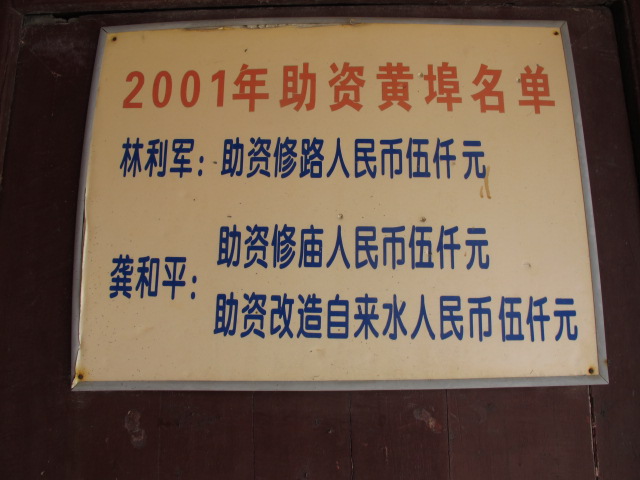 2001年助资黄埠名单
林利军：助资修路人民币伍仟元
助资修庙人民币伍仟元
龚和平：
助资改造自来水人民币伍仟元